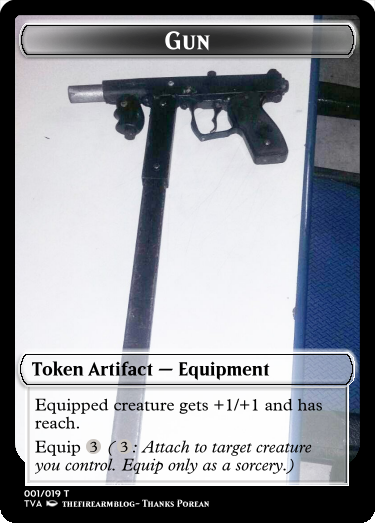 Gun
Token Artifact — Equipment
Equipped creature gets +1/+1 and has
reach.
Equip 3 ( 3 : Attach to target creature
you control. Equip only as a sorcery.)
001/019 T
TVA thefirearmblog- Thanks Porean